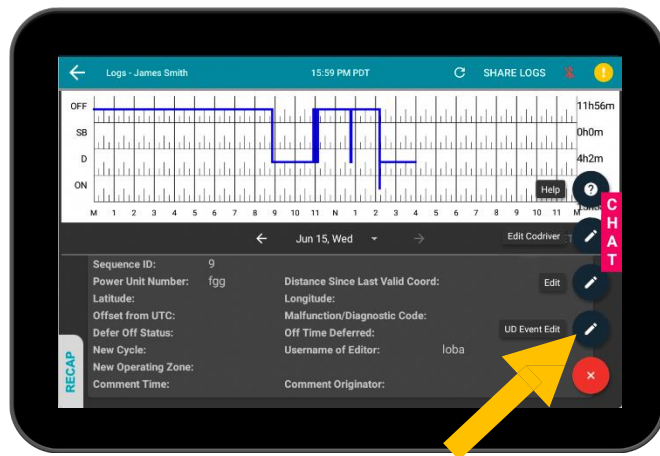 Logs - James Smith 15:59 PM PDT C SHARE LOGS
OFF 11h56m
SB 0h0m
D 4h2m
ON
Help ?
M 1 2 3 4 5 6 7 8 9 10 11 N 1 2 3 4 5 6 7 8 9 10 11 M
CHAT
Jun 15, Wed
Edit Codriver
Sequence ID: 9
Power Unit Number: fgg Distance Since Last Valid Coord:
Edit
Latitude: Longitude:
Offset from UTC: Malfunction/Diagnostic Code:
Defer Off Status: Off Time Deferred:
UD Event Edit
New Cycle: Username of Editor: loba
New Operating Zone:
Comment Time: Comment Originator:
RECAP